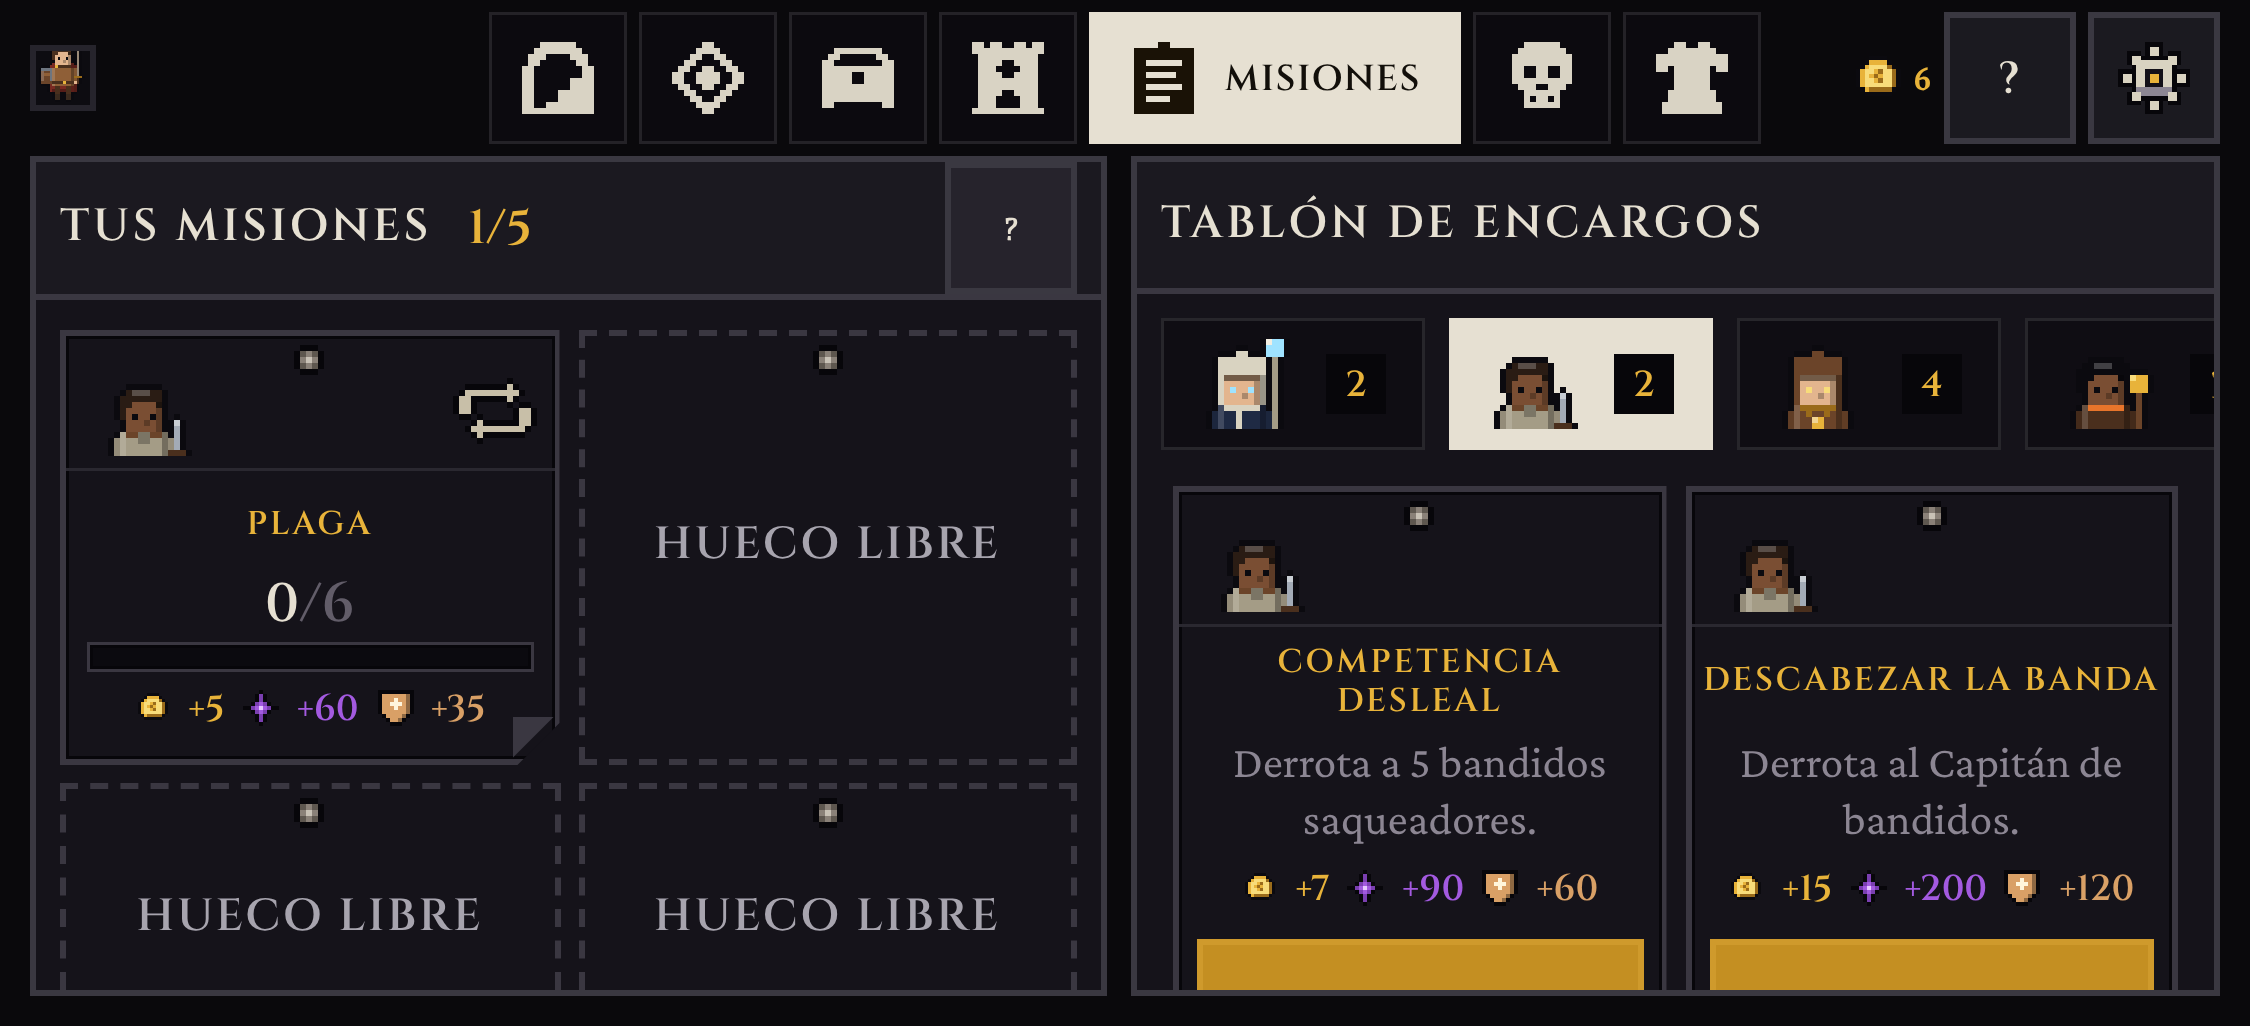 MISIONES
6
?
TUS MISIONES 1/5
?
PLAGA
0/6
+5 +60 +35
HUECO LIBRE
HUECO LIBRE
HUECO LIBRE
TABLÓN DE ENCARGOS
2
2
4
COMPETENCIA
DESLEAL
Derrota a 5 bandidos
saqueadores.
+7 +90 +60
DESCABEZAR LA BANDA
Derrota al Capitán de
bandidos.
+15 +200 +120